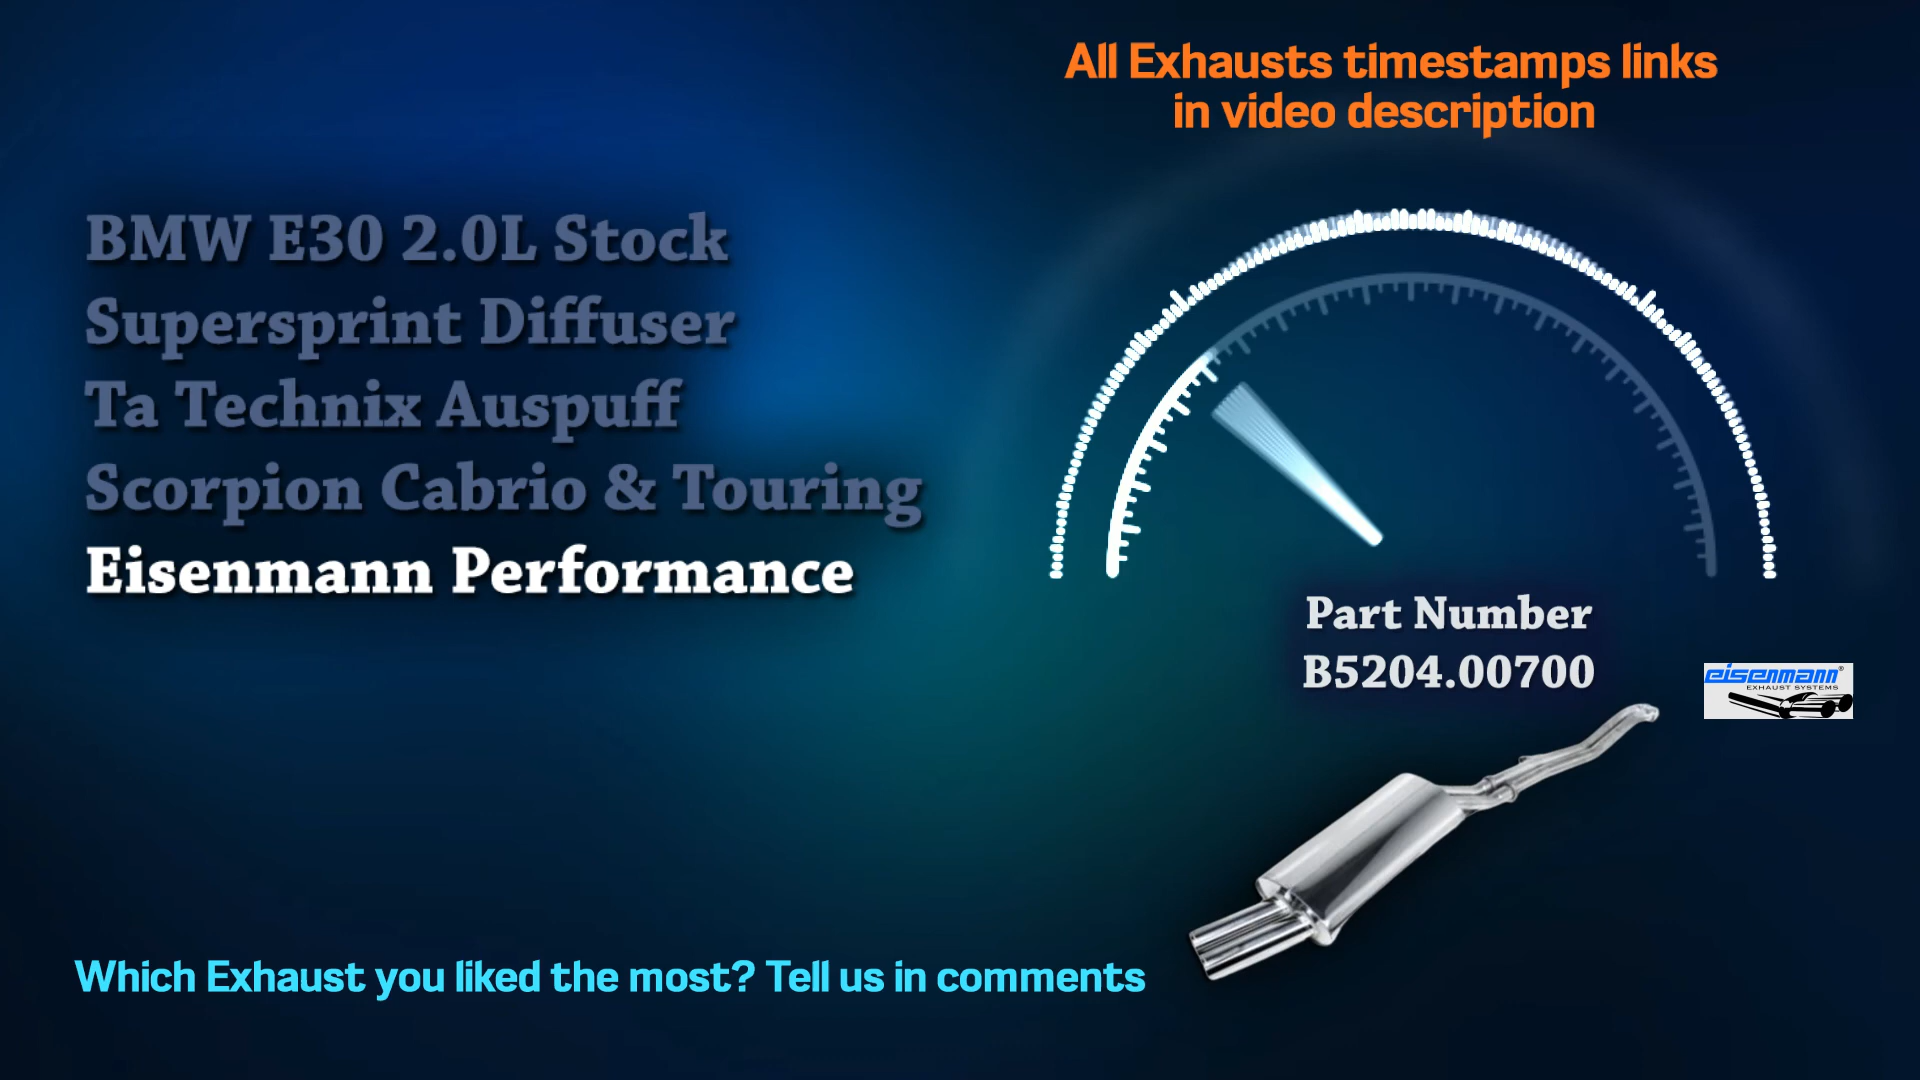 All Exhausts timestamps links
in video description
BMW E30 2.0L Stock
Supersprint Diffuser
Ta Technix Auspuff
Scorpion Cabrio & Touring
Eisenmann Performance
Part Number
B5204.00700
eisenmann®
EXHAUST SYSTEMS
Which Exhaust you liked the most? Tell us in comments